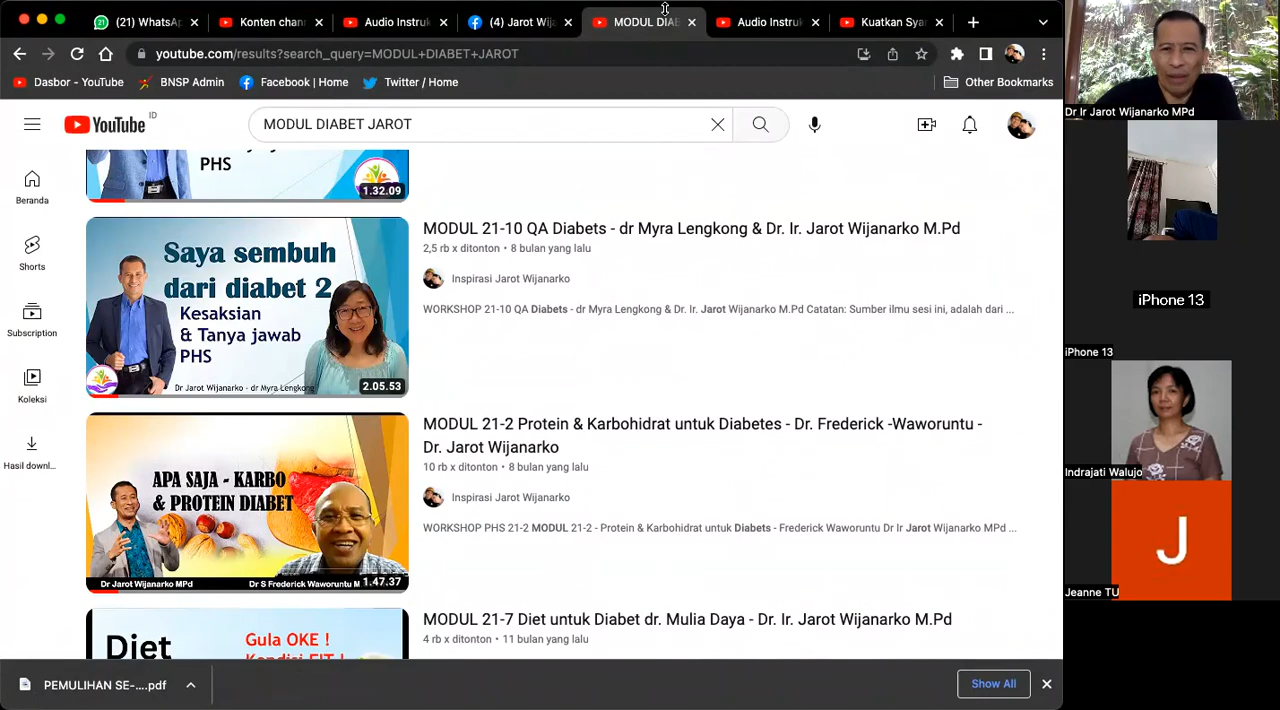 (21) WhatsA
Konten chan
Audio Instruk
(4) Jarot Wija
MODUL DIAB
Audio Instruk
Kuatkan Syar
youtube.com/results?search_query=MODUL+DIABET+JAROT
Dasbor - YouTube
BNSP Admin
Facebook | Home
Twitter / Home
Other Bookmarks
YouTube ID
MODUL DIABET JAROT
Beranda
Shorts
Subscription
Koleksi
Hasil downl...
PHS
1.32.09
Saya sembuh
dari diabet 2
Kesaksian
& Tanya jawab
PHS
Dr Jarot Wijanarko - dr Myra Lengkong
2.05.53
MODUL 21-10 QA Diabets - dr Myra Lengkong & Dr. Ir. Jarot Wijanarko M.Pd
2,5 rb x ditonton • 8 bulan yang lalu
Inspirasi Jarot Wijanarko
WORKSHOP 21-10 QA Diabets - dr Myra Lengkong & Dr. Ir. Jarot Wijanarko M.Pd Catatan: Sumber ilmu sesi ini, adalah dari ...
APA SAJA - KARBO
& PROTEIN DIABET
Dr Jarot Wijanarko MPd
Dr S Frederick Waworuntu M
1.47.37
MODUL 21-2 Protein & Karbohidrat untuk Diabetes - Dr. Frederick -Waworuntu -
Dr. Jarot Wijanarko
10 rb x ditonton • 8 bulan yang lalu
Inspirasi Jarot Wijanarko
WORKSHOP PHS 21-2 MODUL 21-2 - Protein & Karbohidrat untuk Diabets - Frederick Waworuntu Dr Ir Jarot Wijanarko MPd ...
Diet
Gula OKE !
Kondisi FIT !
MODUL 21-7 Diet untuk Diabet dr. Mulia Daya - Dr. Ir. Jarot Wijanarko M.Pd
4 rb x ditonton • 11 bulan yang lalu
PEMULIHAN SE-....pdf
Show All
Dr Ir Jarot Wijanarko MPd
iPhone 13
iPhone 13
Indrajati Walujo
J
Jeanne TU